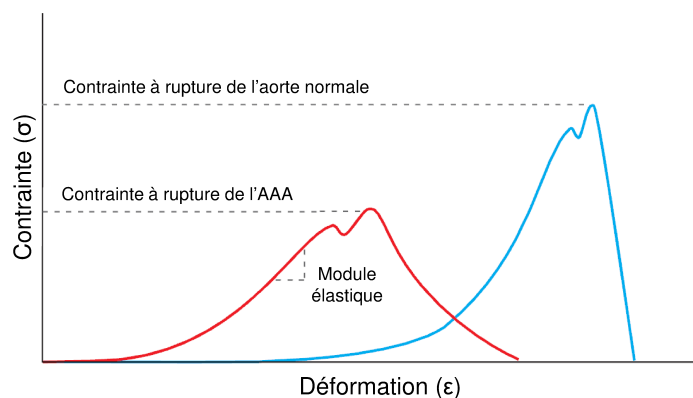 Contrainte à rupture de l’aorte normale
Contrainte à rupture de l’AAA
Contrainte (σ)
Module
élastique
Déformation (ε)